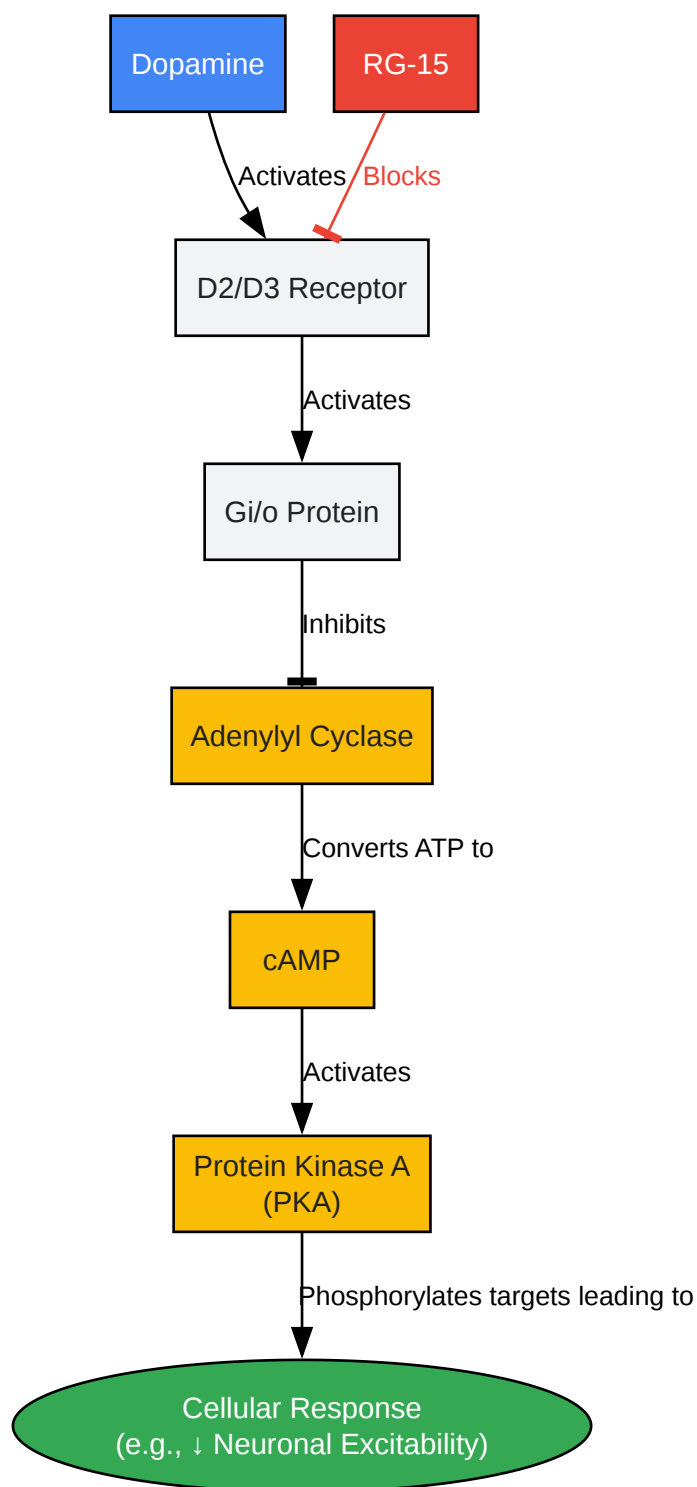 Dopamine
RG-15
Activates
Blocks
D2/D3 Receptor
Activates
Gi/o Protein
Inhibits
Adenylyl Cyclase
Converts ATP to
cAMP
Activates
Protein Kinase A
(PKA)
Phosphorylates targets leading to
Cellular Response
(e.g., ↓ Neuronal Excitability)